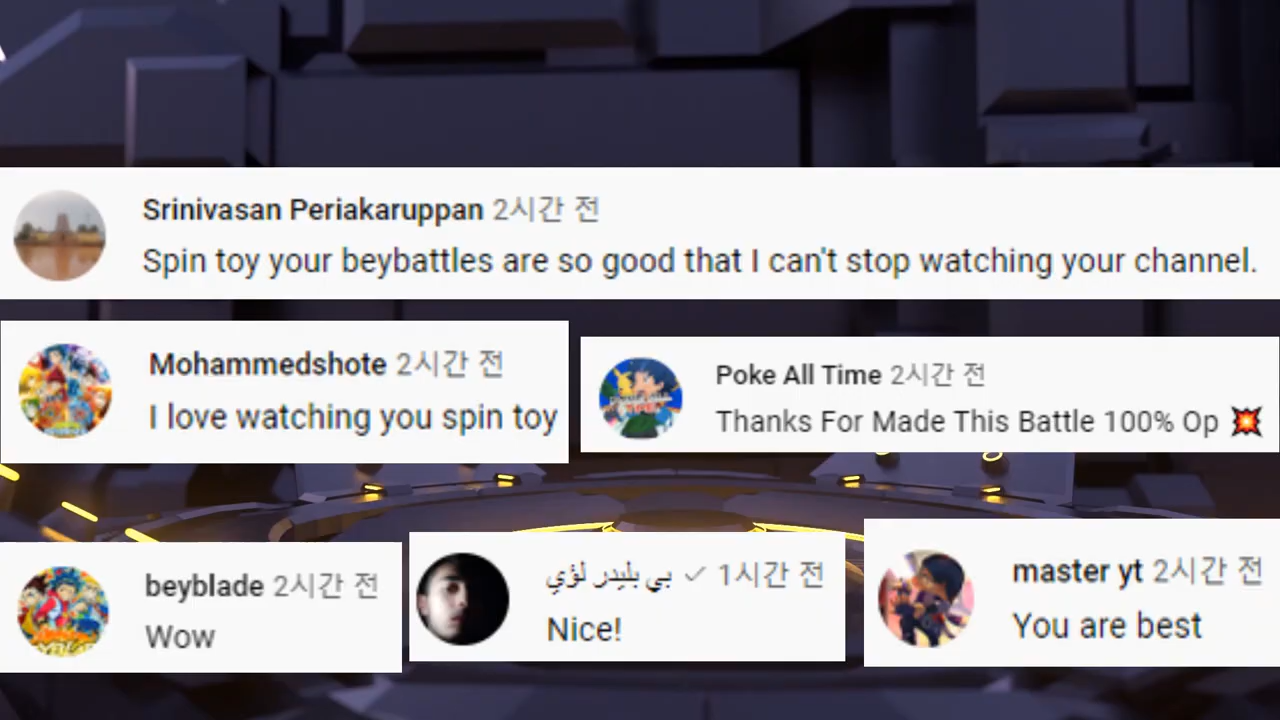 Srinivasan Periakaruppan 2시간 전
Spin toy your beybattles are so good that I can't stop watching your channel.
Mohammedshote 2시간 전
I love watching you spin toy
Poke All Time 2시간 전
Thanks For Made This Battle 100% Op 💥
beyblade 2시간 전
Wow
بي بليدر لؤي ✓ 1시간 전
Nice!
master yt 2시간 전
You are best